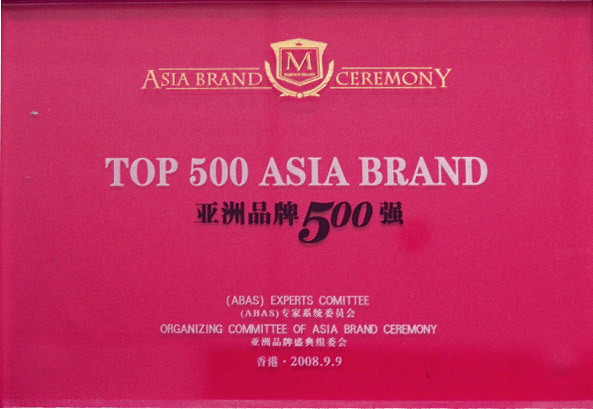 M
ASIA BRAND CEREMONY
TOP 500 ASIA BRAND
亚洲品牌500强
(ABAS) EXPERTS COMITTEE
(ABAS)专家系统委员会
ORGANIZING COMMITTEE OF ASIA BRAND CEREMONY
亚洲品牌盛典组委会
香港·2008.9.9